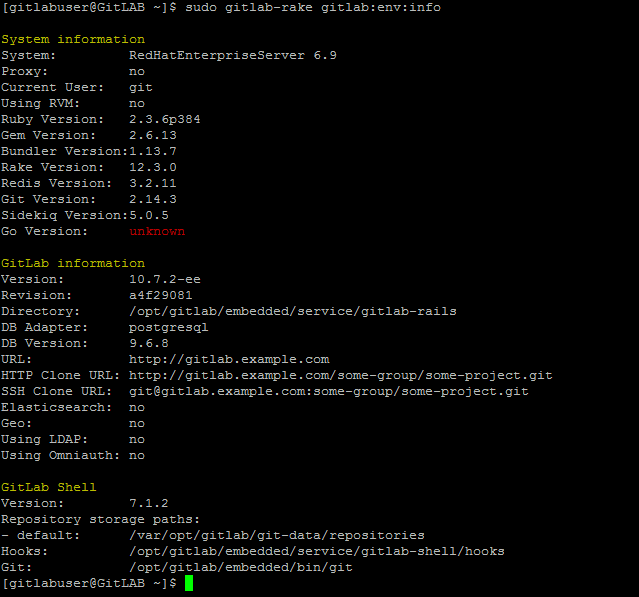 [gitlabuser@GitLAB ~]$ sudo gitlab-rake gitlab:env:info
System information
System: RedHatEnterpriseServer 6.9
Proxy: no
Current User: git
Using RVM: no
Ruby Version: 2.3.6p384
Gem Version: 2.6.13
Bundler Version:1.13.7
Rake Version: 12.3.0
Redis Version: 3.2.11
Git Version: 2.14.3
Sidekiq Version:5.0.5
Go Version: unknown
GitLab information
Version: 10.7.2-ee
Revision: a4f29081
Directory: /opt/gitlab/embedded/service/gitlab-rails
DB Adapter: postgresql
DB Version: 9.6.8
URL: http://gitlab.example.com
HTTP Clone URL: http://gitlab.example.com/some-group/some-project.git
SSH Clone URL: git@gitlab.example.com:some-group/some-project.git
Elasticsearch: no
Geo: no
Using LDAP: no
Using Omniauth: no
GitLab Shell
Version: 7.1.2
Repository storage paths:
- default: /var/opt/gitlab/git-data/repositories
Hooks: /opt/gitlab/embedded/service/gitlab-shell/hooks
Git: /opt/gitlab/embedded/bin/git
[gitlabuser@GitLAB ~]$